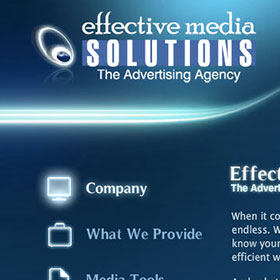 effective media
SOLUTIONS
The Advertising Agency
Effec
The Advert
Company
When it co
endless. W
What We Provide
know your
efficient w
Media Tools